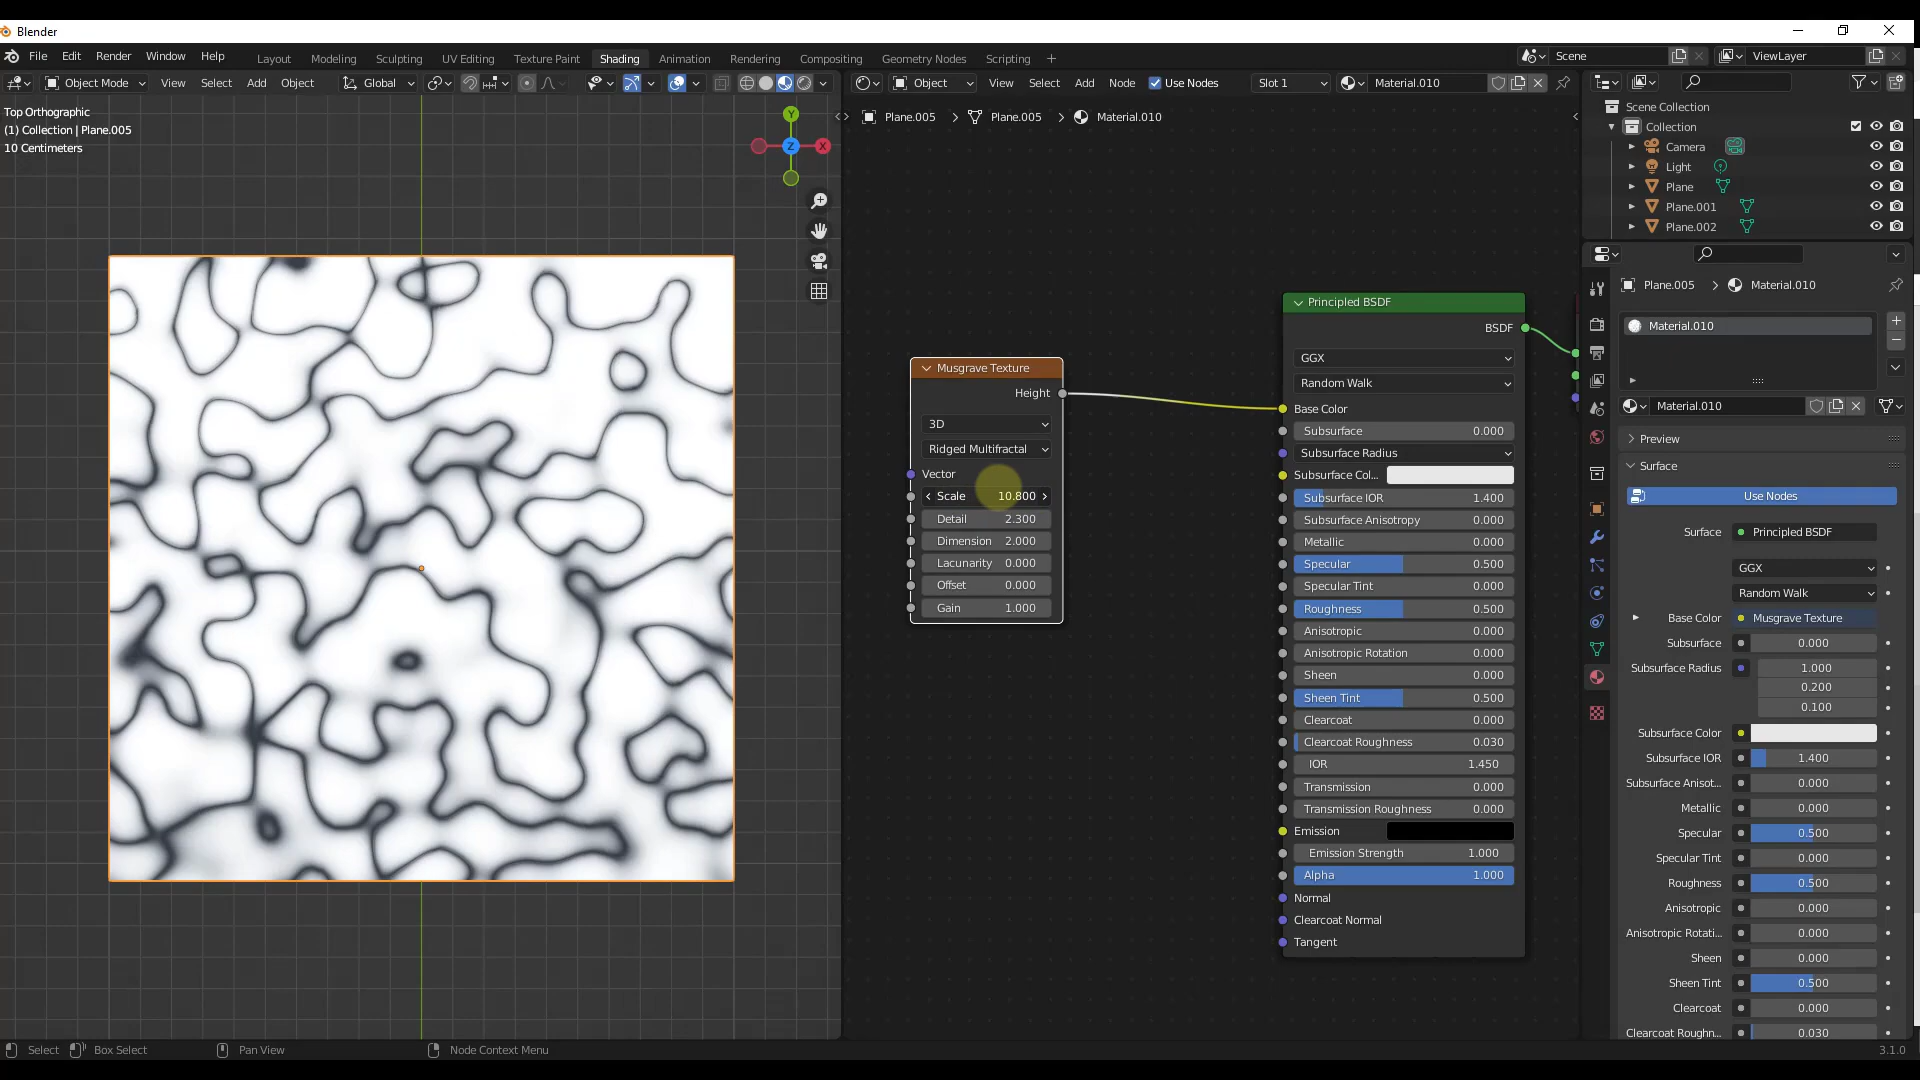 Blender
File Edit Render Window Help Layout Modeling Sculpting UV Editing Texture Paint Shading Animation Rendering Compositing Geometry Nodes Scripting + Scene ViewLayer
Object Mode View Select Add Object Global
Object View Select Add Node Use Nodes Slot 1 Material.010
Top Orthographic
(1) Collection | Plane.005
10 Centimeters
Y
Z
X
Plane.005 Plane.005 Material.010
Musgrave Texture
Height
3D
Ridged Multifractal
Vector
Scale 10.800
Detail 2.300
Dimension 2.000
Lacunarity 0.000
Offset 0.000
Gain 1.000
Principled BSDF
BSDF
GGX
Random Walk
Base Color
Subsurface 0.000
Subsurface Radius
Subsurface Col...
Subsurface IOR 1.400
Subsurface Anisotropy 0.000
Metallic 0.000
Specular 0.500
Specular Tint 0.000
Roughness 0.500
Anisotropic 0.000
Anisotropic Rotation 0.000
Sheen 0.000
Sheen Tint 0.500
Clearcoat 0.000
Clearcoat Roughness 0.030
IOR 1.450
Transmission 0.000
Transmission Roughness 0.000
Emission
Emission Strength 1.000
Alpha 1.000
Normal
Clearcoat Normal
Tangent
Scene Collection
Collection
Camera
Light
Plane
Plane.001
Plane.002
Plane.005 Material.010
Material.010
Material.010
Preview
Surface
Use Nodes
Surface Principled BSDF
GGX
Random Walk
Base Color Musgrave Texture
Subsurface 0.000
Subsurface Radius 1.000
0.200
0.100
Subsurface Color
Subsurface IOR 1.400
Subsurface Anisot... 0.000
Metallic 0.000
Specular 0.500
Specular Tint 0.000
Roughness 0.500
Anisotropic 0.000
Anisotropic Rotati... 0.000
Sheen 0.000
Sheen Tint 0.500
Clearcoat 0.000
Clearcoat Roughn... 0.030
Select Box Select Pan View Node Context Menu 3.1.0